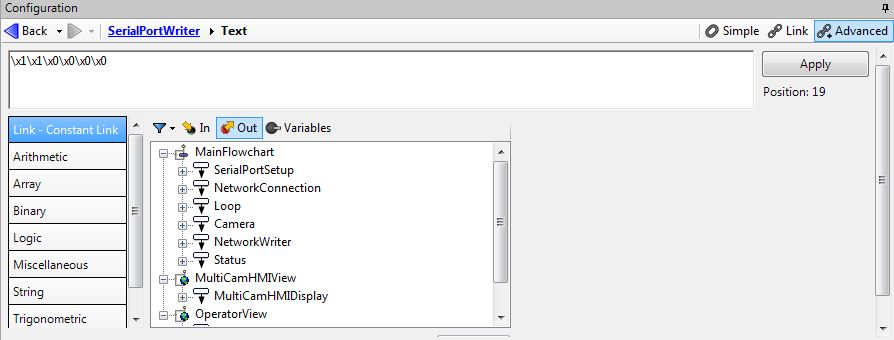 Configuration
Back SerialPortWriter Text Simple Link Advanced
\x1\x1\x0\x0\x0\x0
Apply
Position: 19
Link - Constant Link
Arithmetic
Array
Binary
Logic
Miscellaneous
String
Trigonometric
In Out Variables
MainFlowchart
SerialPortSetup
NetworkConnection
Loop
Camera
NetworkWriter
Status
MultiCamHMIView
MultiCamHMIDisplay
OperatorView